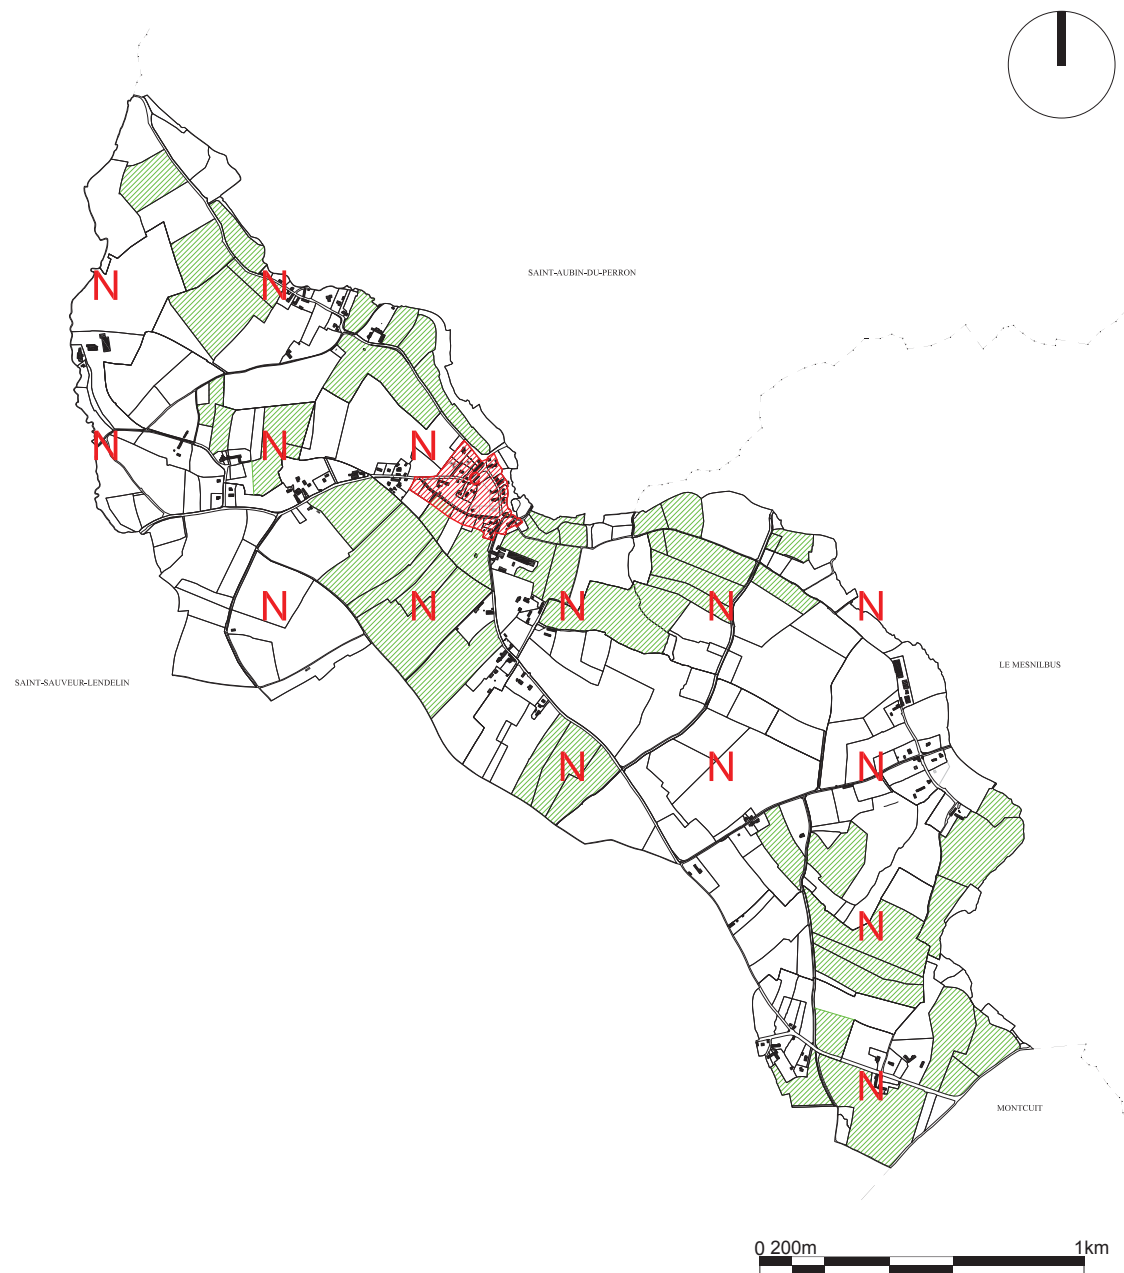 SAINT-AUBIN-DU-PERRON
N N
N N N
N N N N N
LE MESNILBUS
SAINT-SAUVEUR-LENDELIN
N N N
N
N
MONTCUIT
0 200m 1km